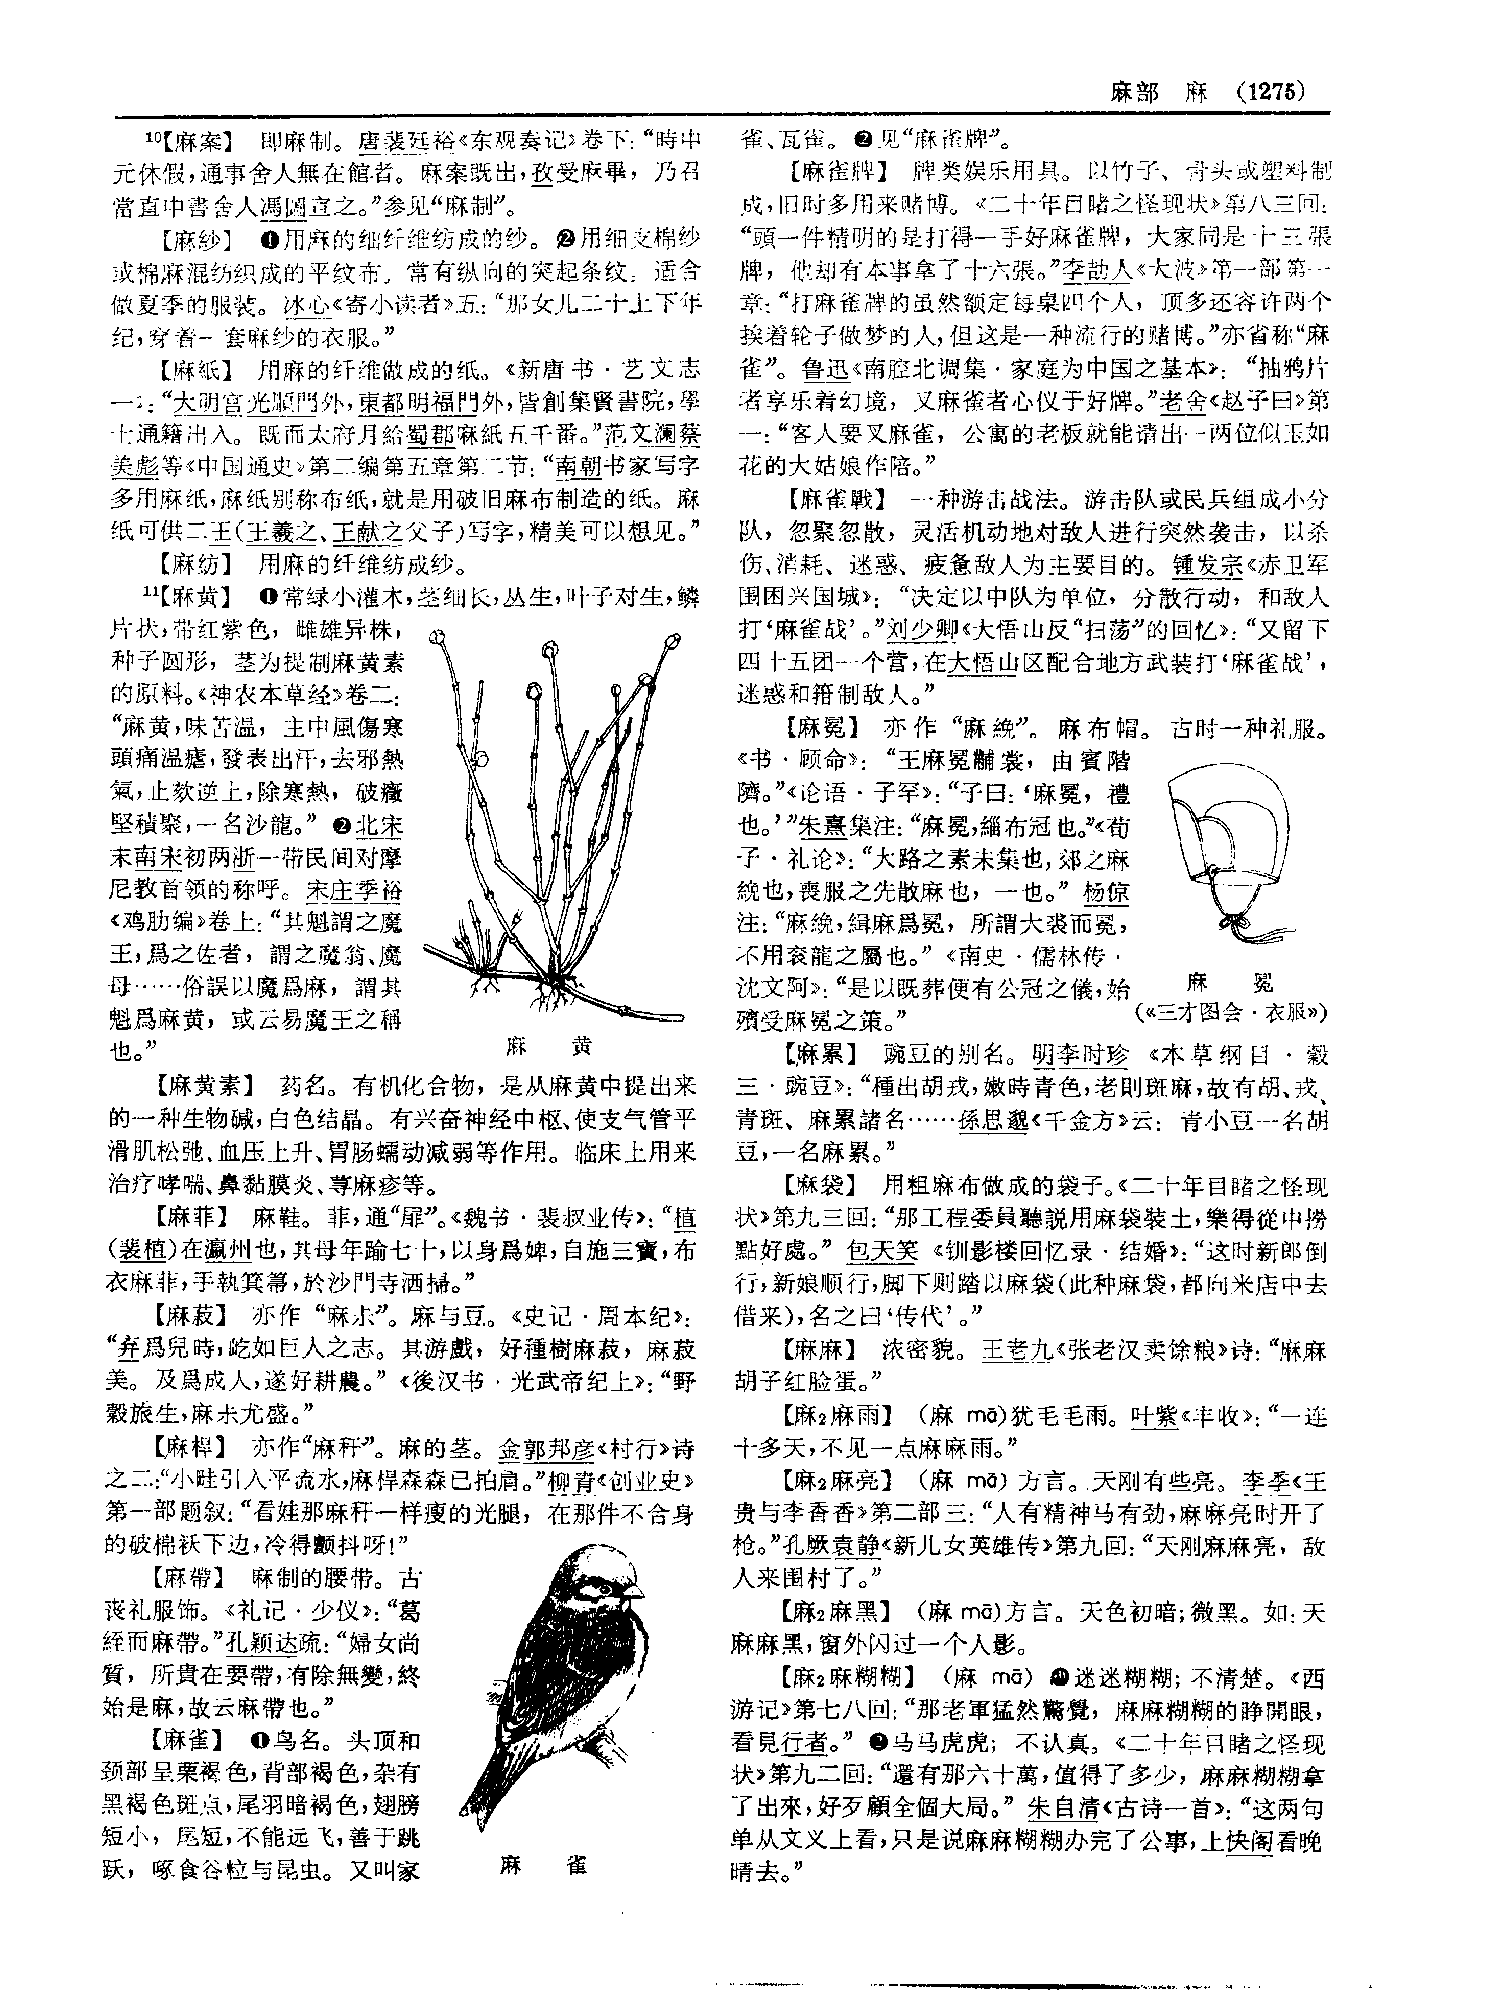 麻部 麻 (1275)
¹⁰【麻案】 即麻制。唐裴廷裕《东观奏记》卷下：“時中
元休假，通事舍人無在館者。麻案既出，孜受麻畢，乃召
當直中書舍人馮圖宣之。”参见“麻制”。
【麻紗】 ❶用麻的细纤维纺成的纱。❷用细支棉纱
或棉麻混纺织成的平纹布，常有纵向的突起条纹，适合
做夏季的服装。冰心《寄小读者》五：“那女儿二十上下年
纪，穿着一套麻纱的衣服。”
【麻紙】 用麻的纤维做成的纸。《新唐书·艺文志
一》：“大明宫光順門外，東都明福門外，皆創集賢書院，學
士通籍出入。既而太府月給蜀郡麻紙五千番。”范文澜蔡
美彪等《中国通史》第二编第五章第二节：“南朝书家写字
多用麻纸，麻纸别称布纸，就是用破旧麻布制造的纸。麻
纸可供二王（王羲之、王献之父子）写字，精美可以想见。”
【麻纺】 用麻的纤维纺成纱。
¹¹【麻黄】 ❶常绿小灌木，茎细长，丛生，叶子对生，鳞
片状，带红紫色，雌雄异株，
种子圆形，茎为提制麻黄素
的原料。《神农本草经》卷二：
“麻黄，味苦温，主中風傷寒
頭痛温瘧，發表出汗，去邪熱
氣，止欬逆上，除寒熱，破癥
堅積聚，一名沙龍。”❷北宋
末南宋初两浙一带民间对摩
尼教首领的称呼。宋庄季裕
《鸡肋编》卷上：“其魁謂之魔
王，爲之佐者，謂之魔翁、魔
母……俗誤以魔爲麻，謂其
魁爲麻黄，或云易魔王之稱
也。”
麻 黄
【麻黄素】 药名。有机化合物，是从麻黄中提出来
的一种生物碱，白色结晶。有兴奋神经中枢、使支气管平
滑肌松弛、血压上升、胃肠蠕动减弱等作用。临床上用来
治疗哮喘、鼻黏膜炎、荨麻疹等。
【麻菲】 麻鞋。菲，通“屝”。《魏书·裴叔业传》：“植
（裴植）在瀛州也，其母年踰七十，以身爲婢，自施三寶，布
衣麻菲，手執箕箒，於沙門寺洒掃。”
【麻菽】 亦作“麻尗”。麻与豆。《史记·周本纪》：
“弃爲兒時，屹如巨人之志。其游戲，好種樹麻菽，麻菽
美。及爲成人，遂好耕農。”《後汉书·光武帝纪上》：“野
穀旅生，麻尗尤盛。”
【麻桿】 亦作“麻秆”。麻的茎。金郭邦彦《村行》诗
之二：“小畦引入平流水，麻桿森森已拍肩。”柳青《创业史》
第一部题叙：“看娃那麻秆一样瘦的光腿，在那件不合身
的破棉袄下边，冷得颤抖呀！”
【麻帶】 麻制的腰带。古
丧礼服饰。《礼记·少仪》：“葛
絰而麻帶。”孔颖达疏：“婦女尚
質，所貴在要帶，有除無變，終
始是麻，故云麻帶也。”
【麻雀】 ❶鸟名。头顶和
颈部呈栗褐色，背部褐色，杂有
黑褐色斑点，尾羽暗褐色，翅膀
短小，尾短，不能远飞，善于跳
跃，啄食谷粒与昆虫。又叫家
麻 雀
雀、瓦雀。❷见“麻雀牌”。
【麻雀牌】 牌类娱乐用具。以竹子、骨头或塑料制
成，旧时多用来赌博。《二十年目睹之怪现状》第八三回：
“頭一件精明的是打得一手好麻雀牌，大家同是十三張
牌，他却有本事拿了十六張。”李劼人《大波》第一部第一
章：“打麻雀牌的虽然额定每桌四个人，顶多还容许两个
挨着轮子做梦的人，但这是一种流行的赌博。”亦省称“麻
雀”。鲁迅《南腔北调集·家庭为中国之基本》：“抽鸦片
者享乐着幻境，叉麻雀者心仪于好牌。”老舍《赵子曰》第
一：“客人要叉麻雀，公寓的老板就能请出一两位似玉如
花的大姑娘作陪。”
【麻雀戰】 一种游击战法。游击队或民兵组成小分
队，忽聚忽散，灵活机动地对敌人进行突然袭击，以杀
伤、消耗、迷惑、疲惫敌人为主要目的。锺发宗《赤卫军
围困兴国城》：“决定以中队为单位，分散行动，和敌人
打‘麻雀战’。”刘少卿《大悟山反“扫荡”的回忆》：“又留下
四十五团一个营，在大悟山区配合地方武装打‘麻雀战’，
迷惑和箝制敌人。”
【麻冕】 亦作“麻絻”。麻布帽。古时一种礼服。
《书·顾命》：“王麻冕黼裳，由賓階
隮。”《论语·子罕》：“子曰：‘麻冕，禮
也。’”朱熹集注：“麻冕，緇布冠也。”《荀
子·礼论》：“大路之素未集也，郊之麻
絻也，喪服之先散麻也，一也。”杨倞
注：“麻絻，緝麻爲冕，所謂大裘而冕，
不用衮龍之屬也。”《南史·儒林传·
沈文阿》：“是以既葬便有公冠之儀，始
殯受麻冕之策。”
麻 冕
（《三才图会·衣服》）
【麻累】 豌豆的别名。明李时珍《本草纲目·穀
三·豌豆》：“種出胡戎，嫩時青色，老則斑麻，故有胡、戎、
青斑、麻累諸名……孫思邈《千金方》云：青小豆一名胡
豆，一名麻累。”
【麻袋】 用粗麻布做成的袋子。《二十年目睹之怪现
状》第九三回：“那工程委員聽説用麻袋装土，樂得從中撈
點好處。”包天笑《钏影楼回忆录·结婚》：“这时新郎倒
行，新娘顺行，脚下则踏以麻袋（此种麻袋，都向米店中去
借来），名之曰‘传代’。”
【麻麻】 浓密貌。王老九《张老汉卖馀粮》诗：“麻麻
胡子红脸蛋。”
【麻₂麻雨】 （麻 mā）犹毛毛雨。叶紫《丰收》：“一连
十多天，不见一点麻麻雨。”
【麻₂麻亮】 （麻 mā）方言。天刚有些亮。李季《王
贵与李香香》第二部三：“人有精神马有劲，麻麻亮时开了
枪。”孔厥袁静《新儿女英雄传》第九回：“天刚麻麻亮，敌
人来围村了。”
【麻₂麻黑】 （麻 mā）方言。天色初暗；微黑。如：天
麻麻黑，窗外闪过一个人影。
【麻₂麻糊糊】 （麻 mā）❶迷迷糊糊；不清楚。《西
游记》第七八回：“那老軍猛然驚覺，麻麻糊糊的睁開眼，
看見行者。”❷马马虎虎；不认真。《二十年目睹之怪现
状》第九二回：“還有那六十萬，值得了多少，麻麻糊糊拿
了出來，好歹顧全個大局。”朱自清《古诗一首》：“这两句
单从文义上看，只是说麻麻糊糊办完了公事，上快阁看晚
晴去。”